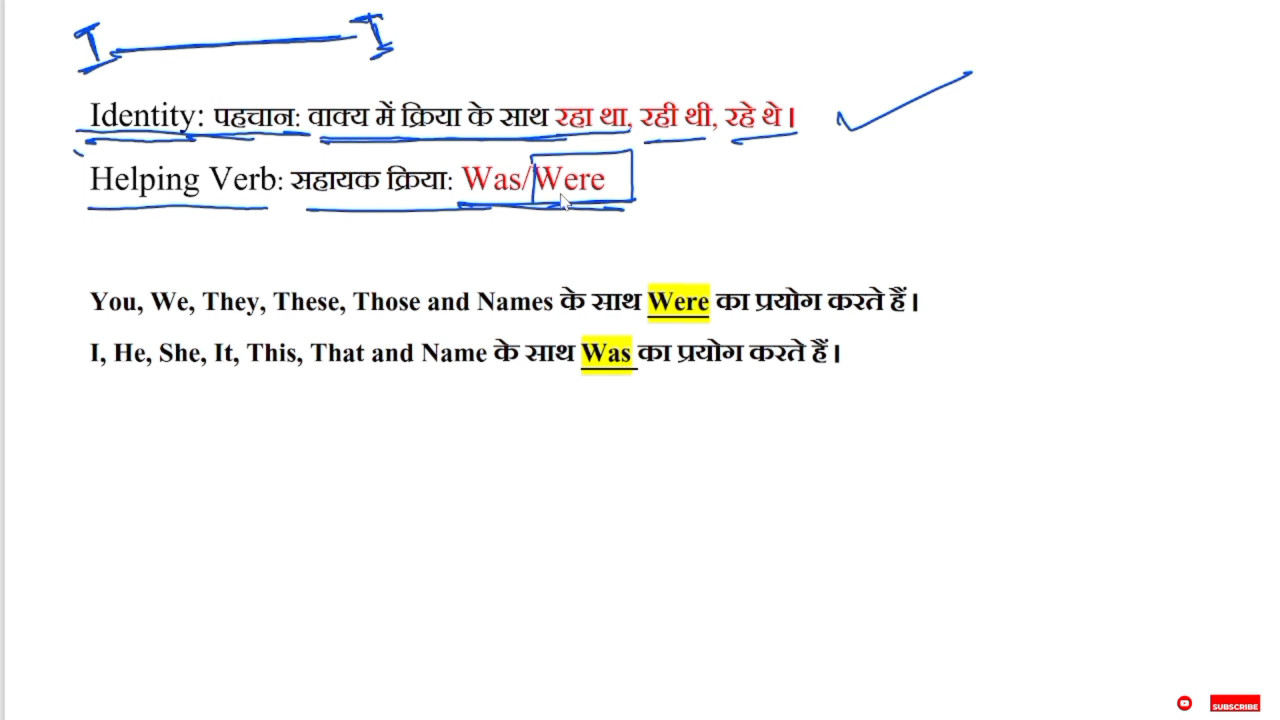 I I
Identity: पहचान: वाक्य में क्रिया के साथ रहा था, रही थी, रहे थे।
Helping Verb: सहायक क्रिया: Was/Were
You, We, They, These, Those and Names के साथ Were का प्रयोग करते हैं।
I, He, She, It, This, That and Name के साथ Was का प्रयोग करते हैं।
SUBSCRIBE